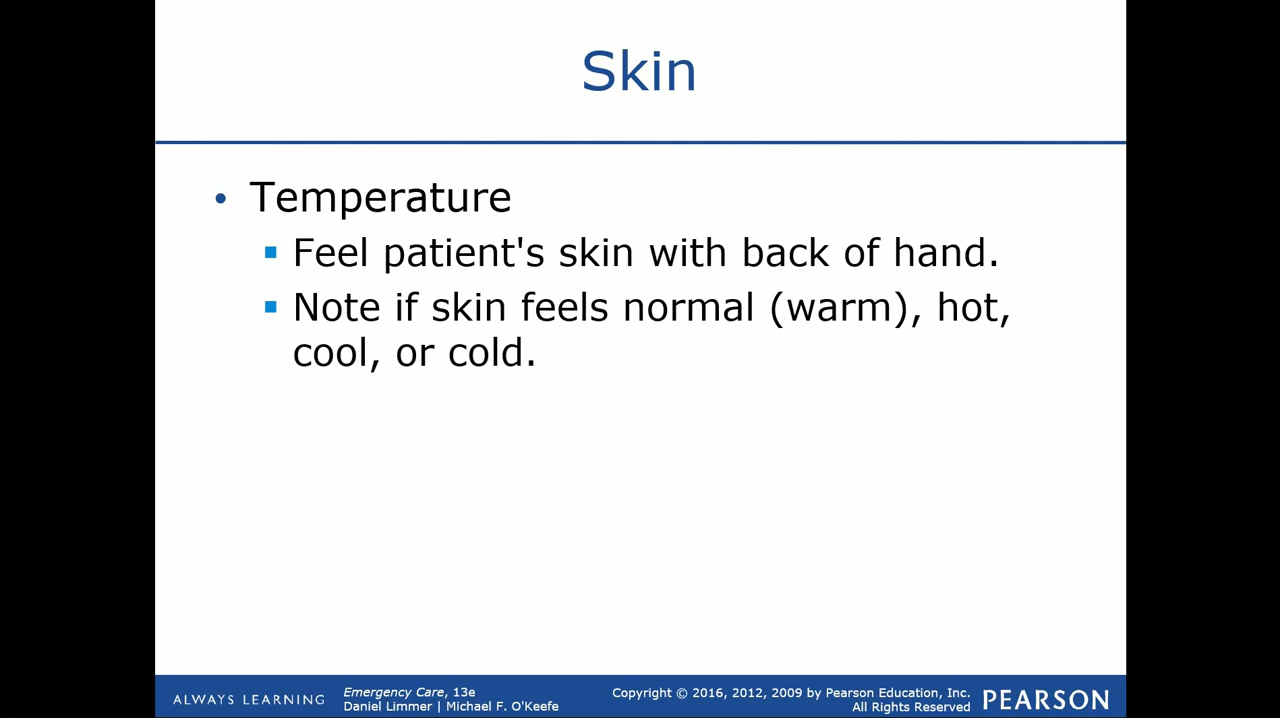 Skin
• Temperature
▪ Feel patient's skin with back of hand.
▪ Note if skin feels normal (warm), hot,
cool, or cold.
ALWAYS LEARNING
Emergency Care, 13e
Daniel Limmer | Michael F. O'Keefe
Copyright © 2016, 2012, 2009 by Pearson Education, Inc.
All Rights Reserved
PEARSON